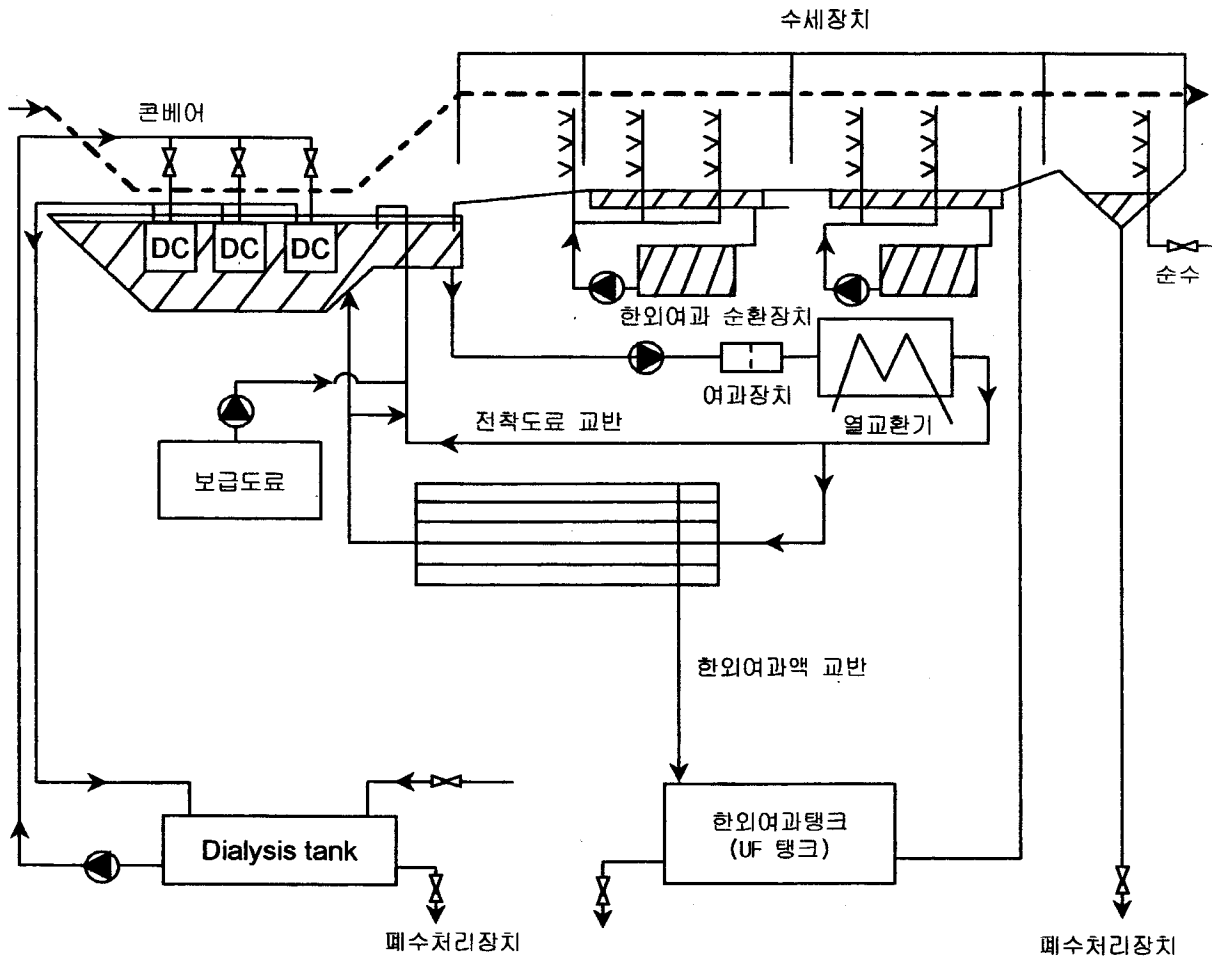 수세장치
콘베어
DC DC DC
순수
한외여과 순환장치
여과장치
열교환기
전착도료 교반
보급도료
한외여과액 교반
한외여과탱크
(UF 탱크)
Dialysis tank
폐수처리장치
폐수처리장치